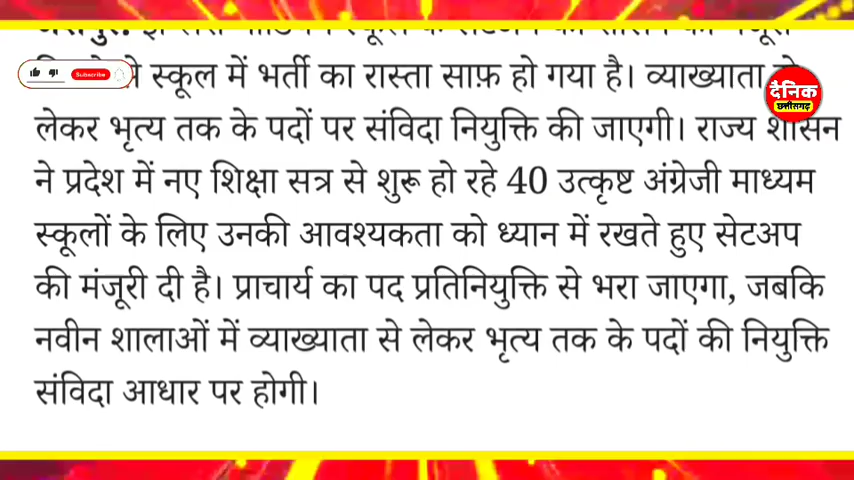 स्कूल में भर्ती का रास्ता साफ़ हो गया है। व्याख्याता
लेकर भृत्य तक के पदों पर संविदा नियुक्ति की जाएगी। राज्य शासन
ने प्रदेश में नए शिक्षा सत्र से शुरू हो रहे 40 उत्कृष्ट अंग्रेजी माध्यम
स्कूलों के लिए उनकी आवश्यकता को ध्यान में रखते हुए सेटअप
की मंजूरी दी है। प्राचार्य का पद प्रतिनियुक्ति से भरा जाएगा, जबकि
नवीन शालाओं में व्याख्याता से लेकर भृत्य तक के पदों की नियुक्ति
संविदा आधार पर होगी।
Subscribe
दैनिक
छत्तीसगढ़